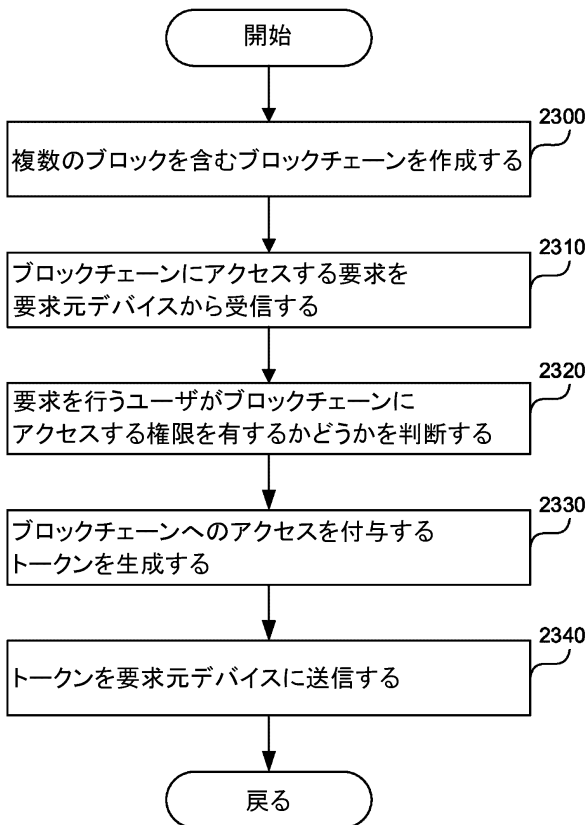 開始
2300
複数のブロックを含むブロックチェーンを作成する
2310
ブロックチェーンにアクセスする要求を
要求元デバイスから受信する
2320
要求を行うユーザがブロックチェーンに
アクセスする権限を有するかどうかを判断する
2330
ブロックチェーンへのアクセスを付与する
トークンを生成する
2340
トークンを要求元デバイスに送信する
戻る